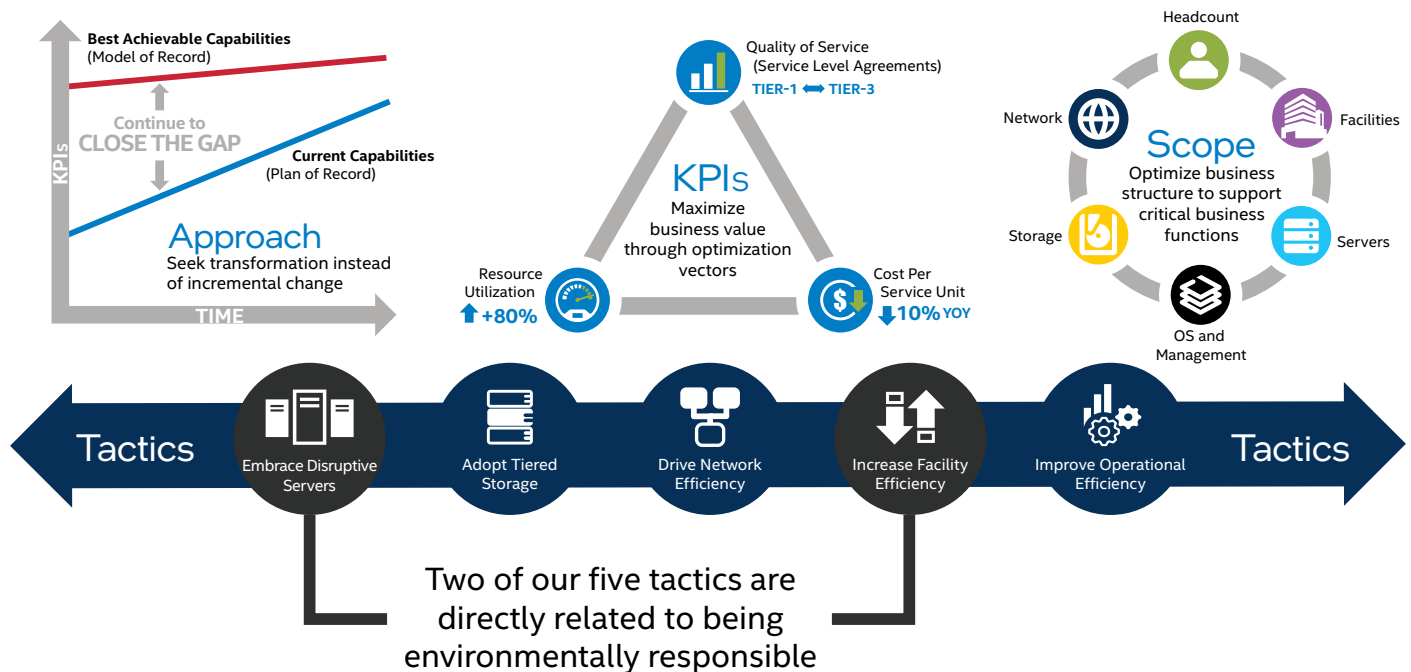 Best Achievable Capabilities
(Model of Record)
Continue to
CLOSE THE GAP
Current Capabilities
(Plan of Record)
KPIs
Approach
Seek transformation instead
of incremental change
TIME
Quality of Service
(Service Level Agreements)
TIER-1 TIER-3
KPIs
Maximize
business value
through optimization
vectors
Resource
Utilization
+80%
$
Cost Per
Service Unit
10% YOY
Headcount
Network
Facilities
Scope
Optimize business
structure to support
critical business
functions
Storage
Servers
OS and
Management
Tactics
Embrace Disruptive
Servers
Adopt Tiered
Storage
Drive Network
Efficiency
Increase Facility
Efficiency
Improve Operational
Efficiency
Tactics
Two of our five tactics are
directly related to being
environmentally responsible